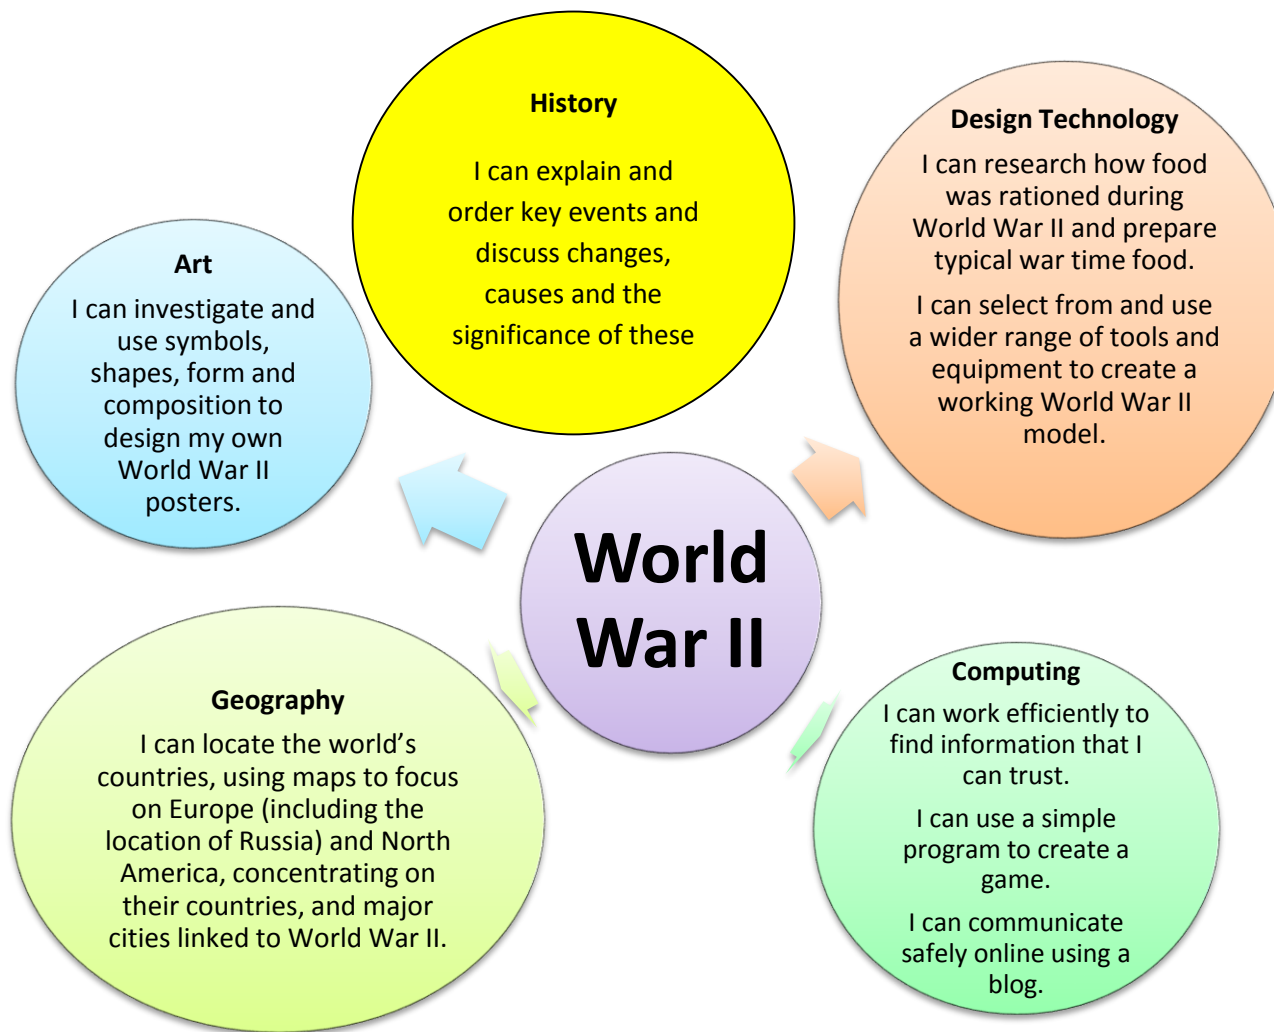 History
I can explain and
order key events and
discuss changes,
causes and the
significance of these
Design Technology
I can research how food
was rationed during
World War II and prepare
typical war time food.
I can select from and use
a wider range of tools and
equipment to create a
working World War II
model.
Art
I can investigate and
use symbols,
shapes, form and
composition to
design my own
World War II
posters.
World
War II
Geography
I can locate the world’s
countries, using maps to focus
on Europe (including the
location of Russia) and North
America, concentrating on
their countries, and major
cities linked to World War II.
Computing
I can work efficiently to
find information that I
can trust.
I can use a simple
program to create a
game.
I can communicate
safely online using a
blog.